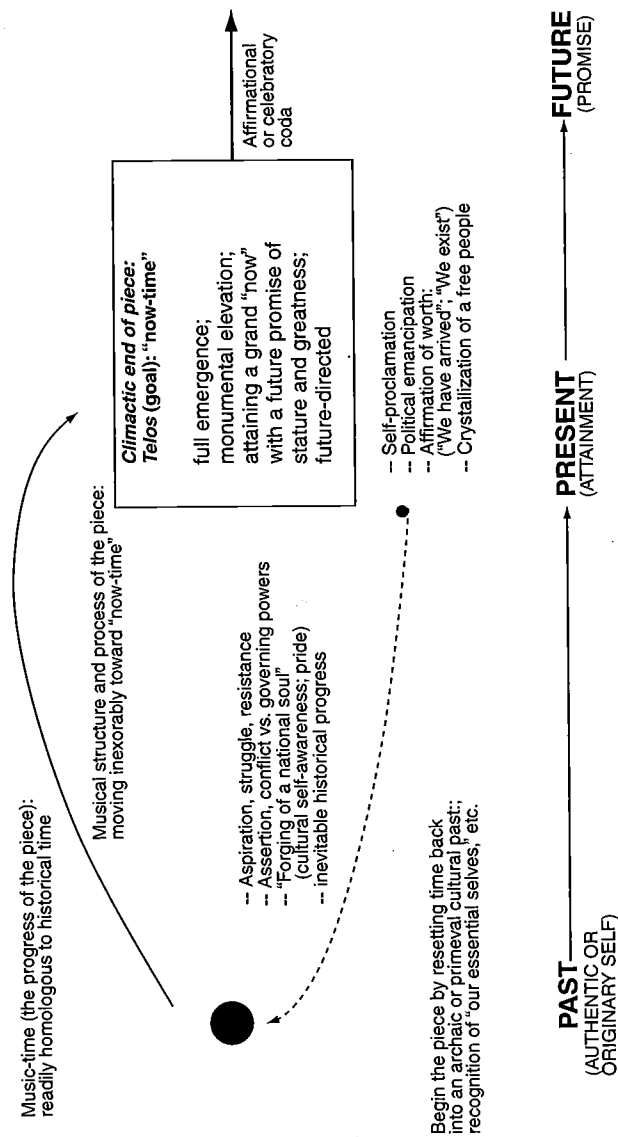 Music-time (the progress of the piece):
readily homologous to historical time
Musical structure and process of the piece:
moving inexorably toward "now-time"
Climactic end of piece:
Telos (goal): "now-time"
full emergence;
monumental elevation;
attaining a grand "now"
with a future promise of
stature and greatness;
future-directed
Affirmational
or celebratory
coda
-- Aspiration, struggle, resistance
-- Assertion, conflict vs. governing powers
-- "Forging of a national soul"
(cultural self-awareness; pride)
-- inevitable historical progress
-- Self-proclamation
-- Political emancipation
-- Affirmation of worth:
("We have arrived"; "We exist")
-- Crystallization of a free people
Begin the piece by resetting time back
into an archaic or primeval cultural past:;
recognition of "our essential selves," etc.
PAST
(AUTHENTIC OR
ORIGINARY SELF)
PRESENT
(ATTAINMENT)
FUTURE
(PROMISE)